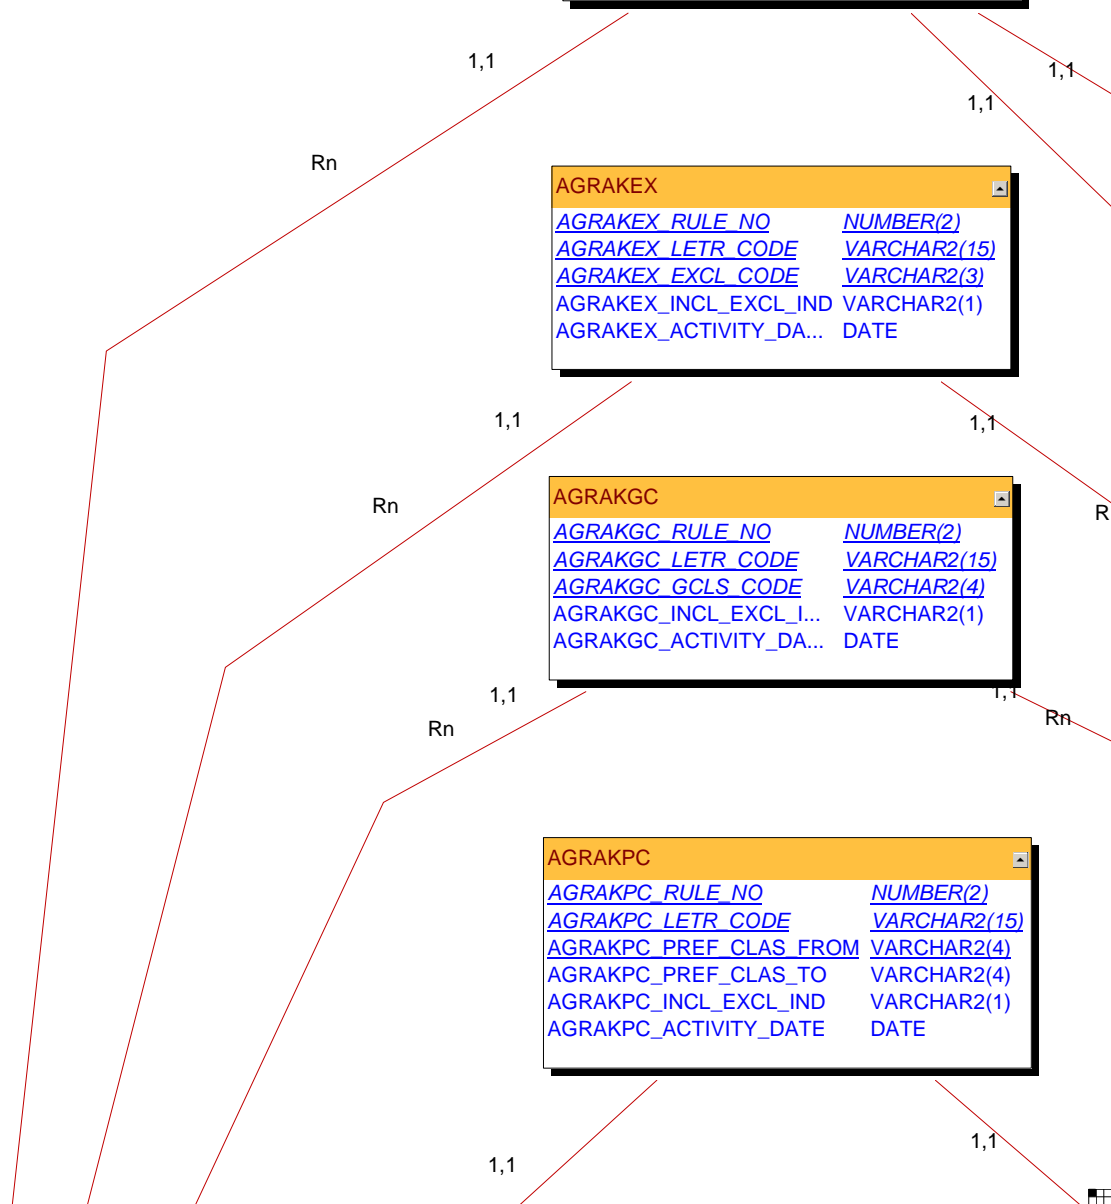 1,1
1,1
1,1
Rn
AGRAKEX
AGRAKEX_RULE_NO NUMBER(2)
AGRAKEX_LETR_CODE VARCHAR2(15)
AGRAKEX_EXCL_CODE VARCHAR2(3)
AGRAKEX_INCL_EXCL_IND VARCHAR2(1)
AGRAKEX_ACTIVITY_DA... DATE
1,1
1,1
Rn
R
AGRAKGC
AGRAKGC_RULE_NO NUMBER(2)
AGRAKGC_LETR_CODE VARCHAR2(15)
AGRAKGC_GCLS_CODE VARCHAR2(4)
AGRAKGC_INCL_EXCL_I... VARCHAR2(1)
AGRAKGC_ACTIVITY_DA... DATE
1,1
1,1
Rn
Rn
AGRAKPC
AGRAKPC_RULE_NO NUMBER(2)
AGRAKPC_LETR_CODE VARCHAR2(15)
AGRAKPC_PREF_CLAS_FROM VARCHAR2(4)
AGRAKPC_PREF_CLAS_TO VARCHAR2(4)
AGRAKPC_INCL_EXCL_IND VARCHAR2(1)
AGRAKPC_ACTIVITY_DATE DATE
1,1
1,1